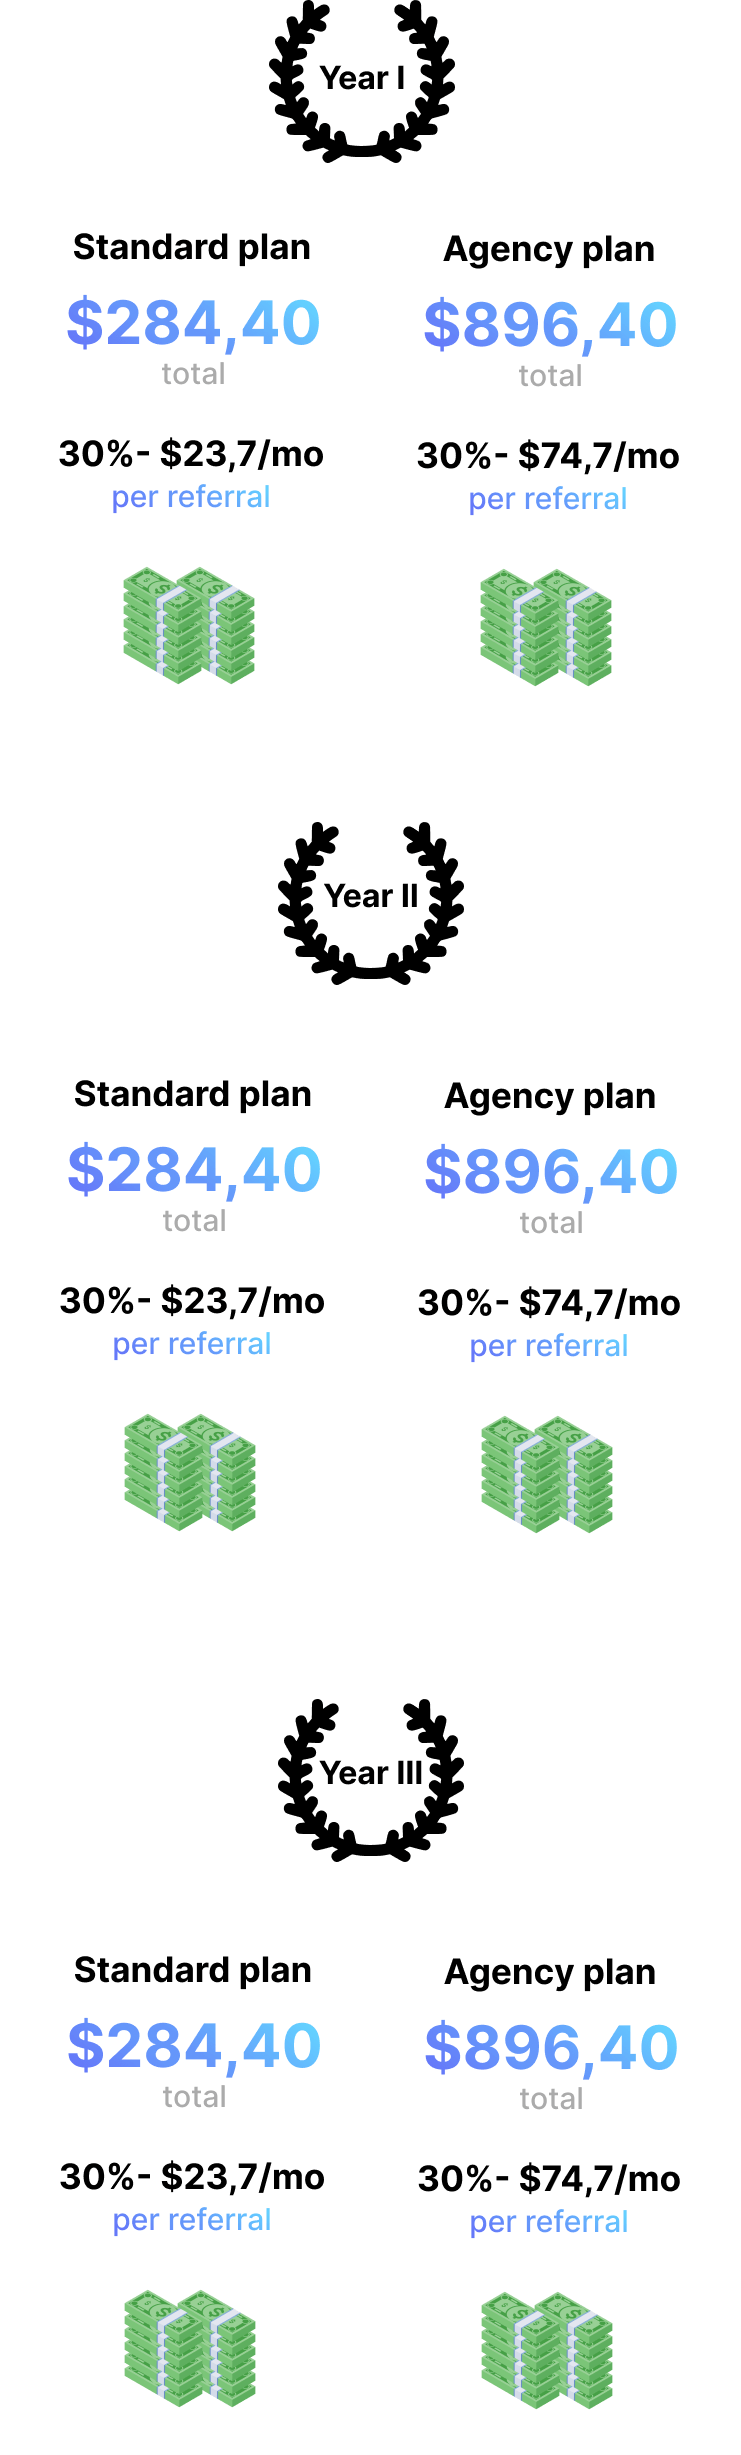 Year I
Standard plan
$284,40
total
30%- $23,7/mo
per referral
Agency plan
$896,40
total
30%- $74,7/mo
per referral
Year II
Standard plan
$284,40
total
30%- $23,7/mo
per referral
Agency plan
$896,40
total
30%- $74,7/mo
per referral
Year III
Standard plan
$284,40
total
30%- $23,7/mo
per referral
Agency plan
$896,40
total
30%- $74,7/mo
per referral